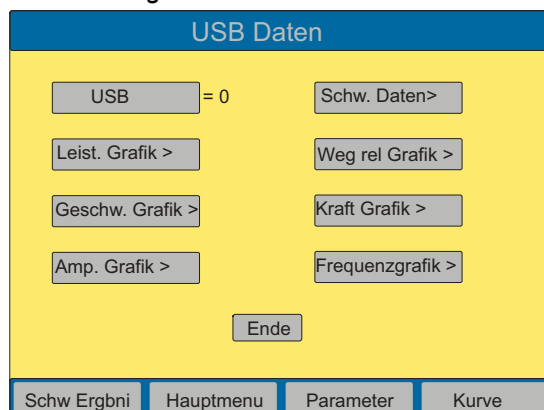 USB Daten
USB = 0 Schw. Daten>
Leist. Grafik > Weg rel Grafik >
Geschw. Grafik > Kraft Grafik >
Amp. Grafik > Frequenzgrafik >
Ende
Schw Ergbni Hauptmenu Parameter Kurve